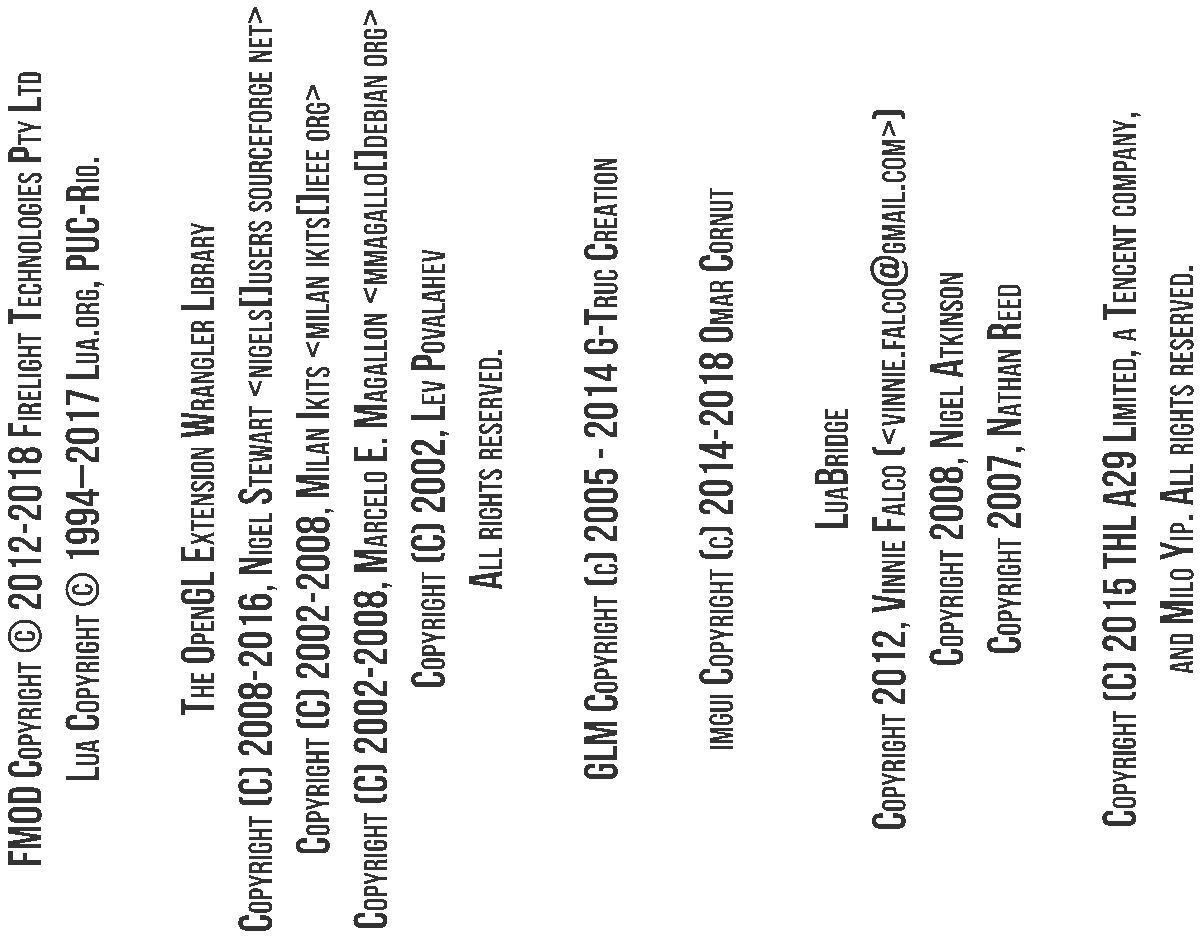 FMOD Copyright © 2012-2018 Firelight Technologies Pty Ltd
Lua Copyright © 1994–2017 Lua.org, PUC-Rio.
The OpenGL Extension Wrangler Library
Copyright (C) 2008-2016, Nigel Stewart <nigels[]users sourceforge net>
Copyright (C) 2002-2008, Milan Ikits <milan ikits[]ieee org>
Copyright (C) 2002-2008, Marcelo E. Magallon <mmagallo[]debian org>
Copyright (C) 2002, Lev Povalahev
All rights reserved.
GLM Copyright (c) 2005 - 2014 G-Truc Creation
imgui Copyright (c) 2014-2018 Omar Cornut
LuaBridge
Copyright 2012, Vinnie Falco (<vinnie.falco@gmail.com>)
Copyright 2008, Nigel Atkinson
Copyright 2007, Nathan Reed
Copyright (C) 2015 THL A29 Limited, a Tencent company,
and Milo Yip. All rights reserved.